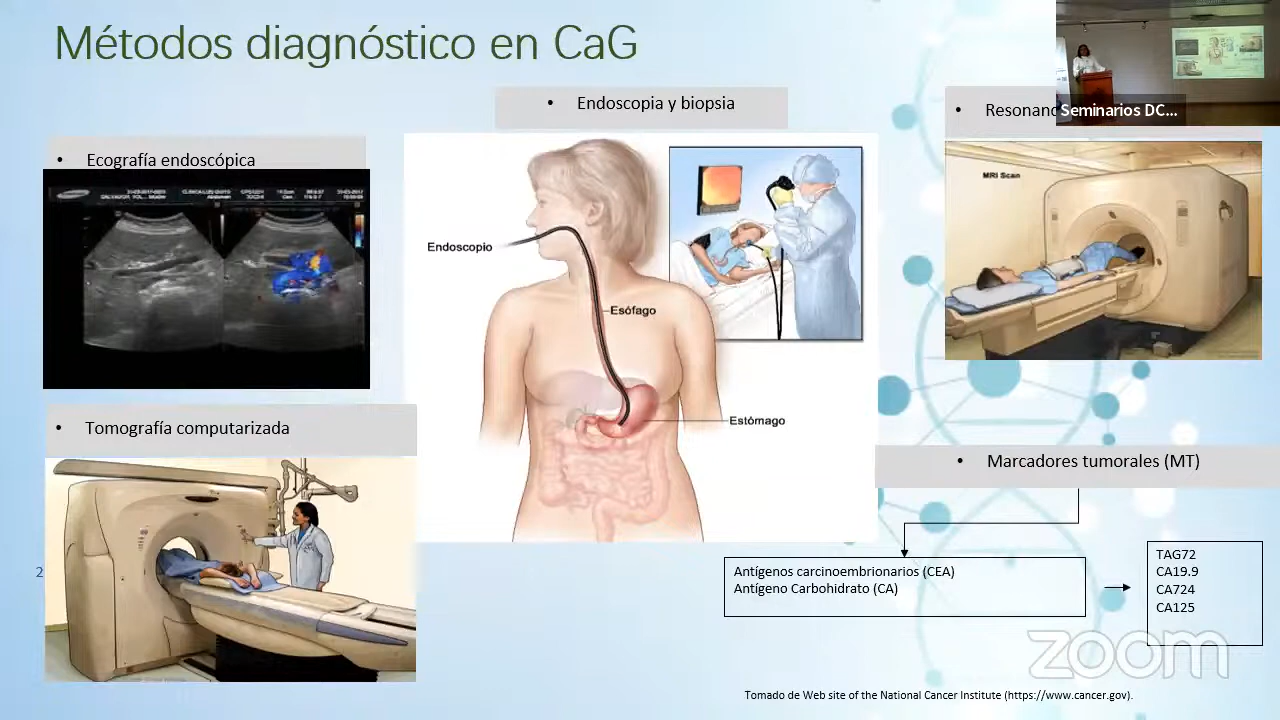 Métodos diagnóstico en CaG
• Endoscopia y biopsia
• Resonanc
Seminarios DC...
• Ecografía endoscópica
MRI Scan
Endoscopio
Esófago
Estómago
• Tomografía computarizada
• Marcadores tumorales (MT)
Antígenos carcinoembrionarios (CEA)
Antígeno Carbohidrato (CA)
TAG72
CA19.9
CA724
CA125
2
zoom
Tomado de Web site of the National Cancer Institute (https://www.cancer.gov).